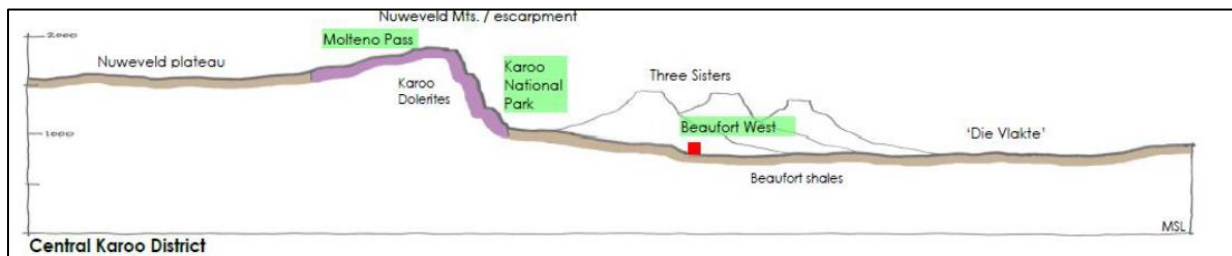 Nuweveld Mts. / escarpment
2000
Molteno Pass
Nuweveld plateau
Karoo
Dolerites
Karoo
National
Park
Three Sisters
1000
Beaufort West
'Die Vlakte'
Beaufort shales
MSL
Central Karoo District